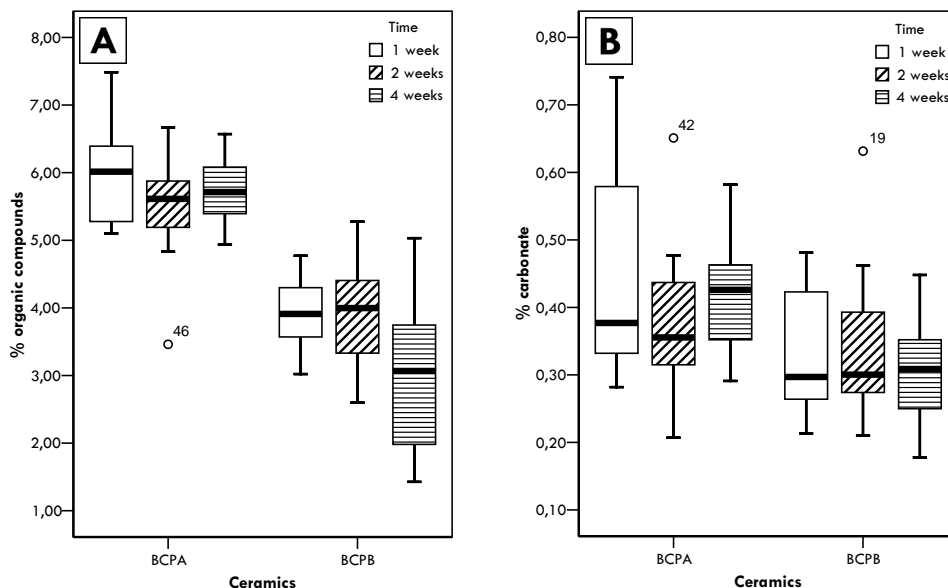 A
Time
1 week
2 weeks
4 weeks
8,00
7,00
6,00
5,00
4,00
3,00
2,00
1,00
% organic compounds
46
BCPA
BCPB
Ceramics
B
Time
1 week
2 weeks
4 weeks
0,80
0,70
0,60
0,50
0,40
0,30
0,20
0,10
% carbonate
42
19
BCPA
BCPB
Ceramics